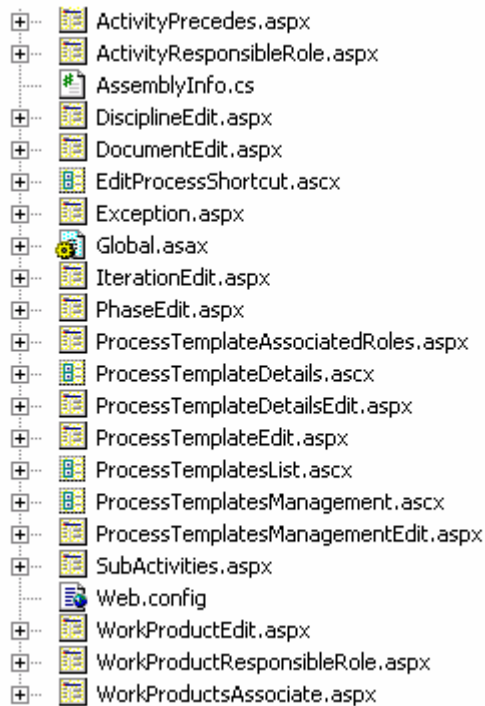 ActivityPrecedes.aspx
ActivityResponsibleRole.aspx
AssemblyInfo.cs
DisciplineEdit.aspx
DocumentEdit.aspx
EditProcessShortcut.ascx
Exception.aspx
Global.asax
IterationEdit.aspx
PhaseEdit.aspx
ProcessTemplateAssociatedRoles.aspx
ProcessTemplateDetails.ascx
ProcessTemplateDetailsEdit.aspx
ProcessTemplateEdit.aspx
ProcessTemplatesList.ascx
ProcessTemplatesManagement.ascx
ProcessTemplatesManagementEdit.aspx
SubActivities.aspx
Web.config
WorkProductEdit.aspx
WorkProductResponsibleRole.aspx
WorkProductsAssociate.aspx